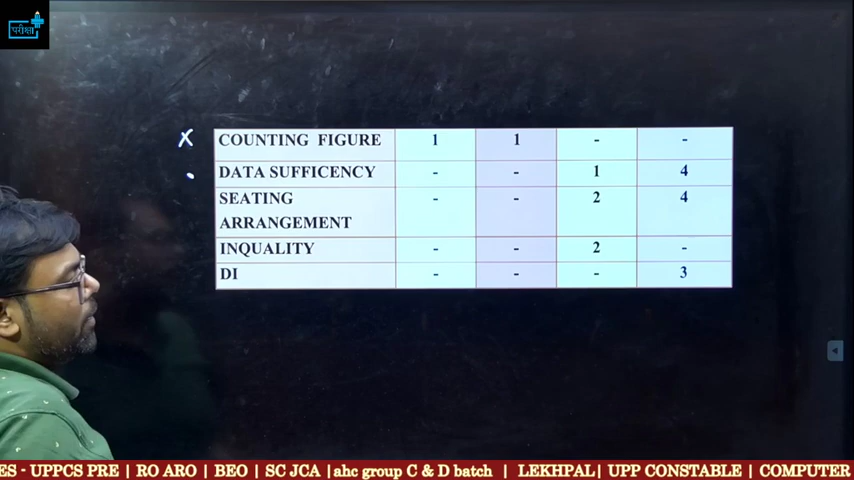 परीक्षा
X COUNTING FIGURE 1 1 - -
DATA SUFFICENCY - - 1 4
SEATING
ARRANGEMENT - - 2 4
INQUALITY - - 2 -
DI - - - 3
ES - UPPCS PRE | RO ARO | BEO | SC JCA |ahc group C & D batch | LEKHPAL| UPP CONSTABLE | COMPUTER